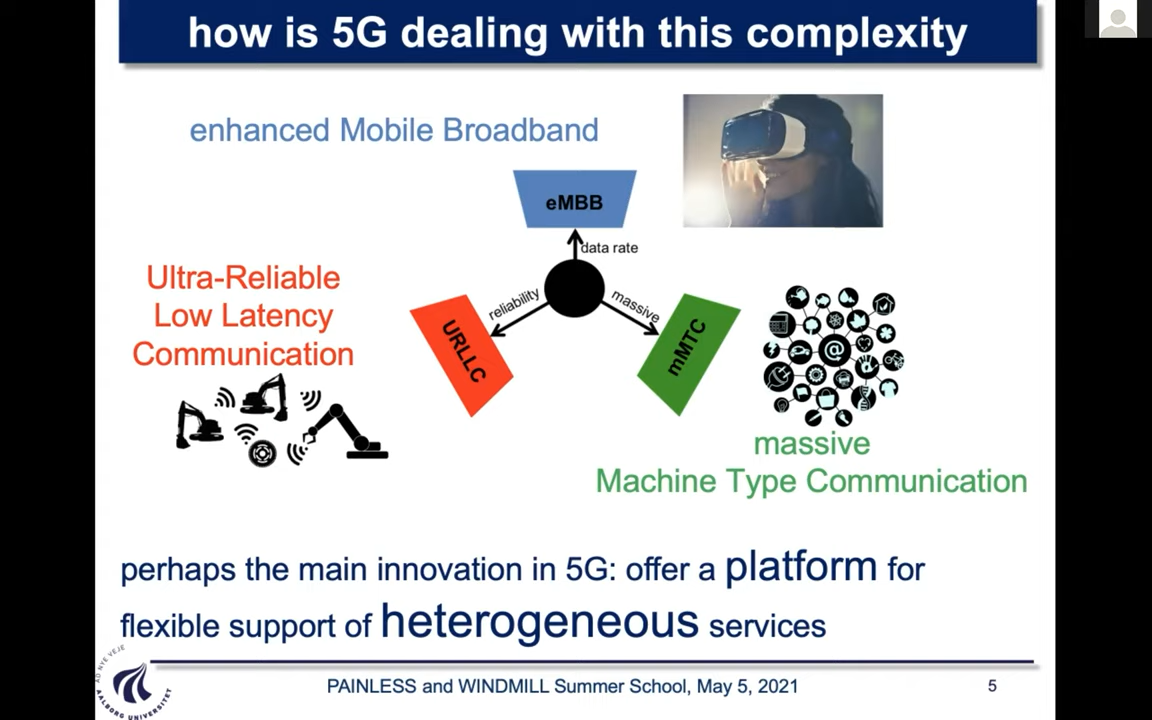 how is 5G dealing with this complexity
enhanced Mobile Broadband
eMBB
data rate
Ultra-Reliable
Low Latency
Communication
reliability
massive
URLLC
mMTC
@
massive
Machine Type Communication
perhaps the main innovation in 5G: offer a platform for
flexible support of heterogeneous services
AALBORG UNIVERSITET
PAINLESS and WINDMILL Summer School, May 5, 2021
5